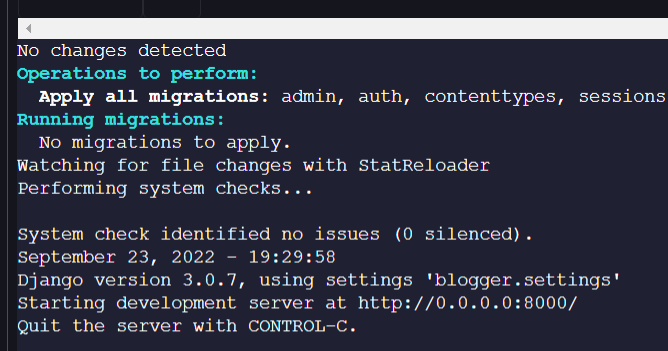 No changes detected
Operations to perform:
Apply all migrations: admin, auth, contenttypes, sessions
Running migrations:
No migrations to apply.
Watching for file changes with StatReloader
Performing system checks...
System check identified no issues (0 silenced).
September 23, 2022 - 19:29:58
Django version 3.0.7, using settings 'blogger.settings'
Starting development server at http://0.0.0.0:8000/
Quit the server with CONTROL-C.